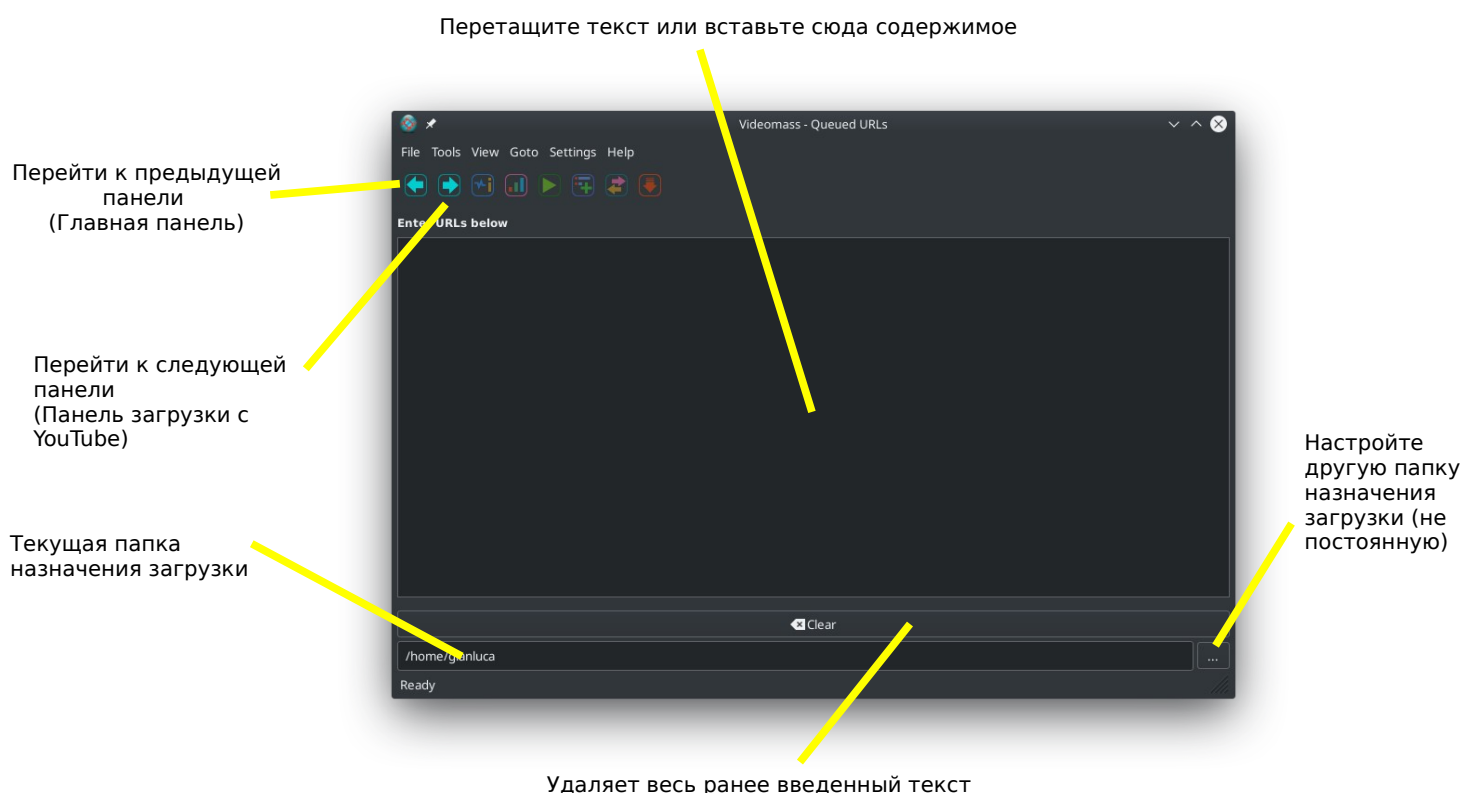 Перетащите текст или вставьте сюда содержимое
Videomass - Queued URLs
File Tools View Goto Settings Help
Перейти к предыдущей
панели
(Главная панель)
Enter URLs below
Перейти к следующей
панели
(Панель загрузки с
YouTube)
Настройте
другую папку
назначения
загрузки (не
постоянную)
Текущая папка
назначения загрузки
Clear
/home/gianluca
...
Ready
Удаляет весь ранее введенный текст